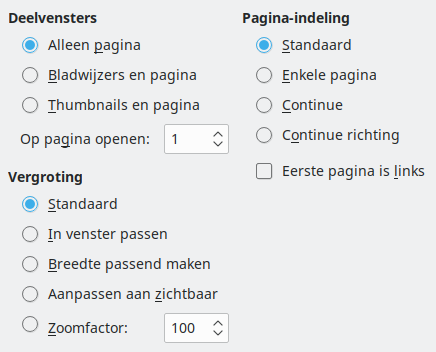 Deelvensters
Alleen pagina
Bladwijzers en pagina
Thumbnails en pagina
Op pagina openen: 1
Vergroting
Standaard
In venster passen
Breedte passend maken
Aanpassen aan zichtbaar
Zoomfactor: 100
Pagina-indeling
Standaard
Enkele pagina
Continue
Continue richting
Eerste pagina is links